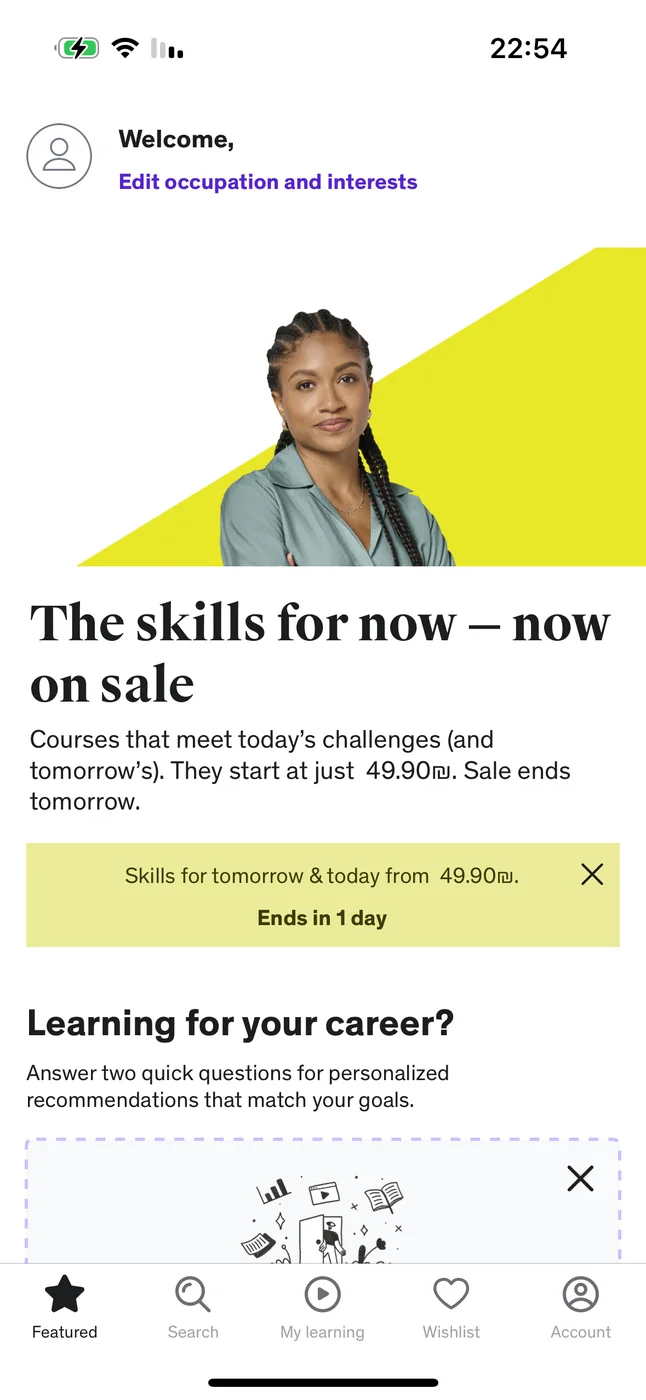 22:54
Welcome,
Edit occupation and interests
The skills for now — now
on sale
Courses that meet today’s challenges (and
tomorrow’s). They start at just 49.90₪. Sale ends
tomorrow.
Skills for tomorrow & today from 49.90₪.
Ends in 1 day
Learning for your career?
Answer two quick questions for personalized
recommendations that match your goals.
Featured
Search
My learning
Wishlist
Account